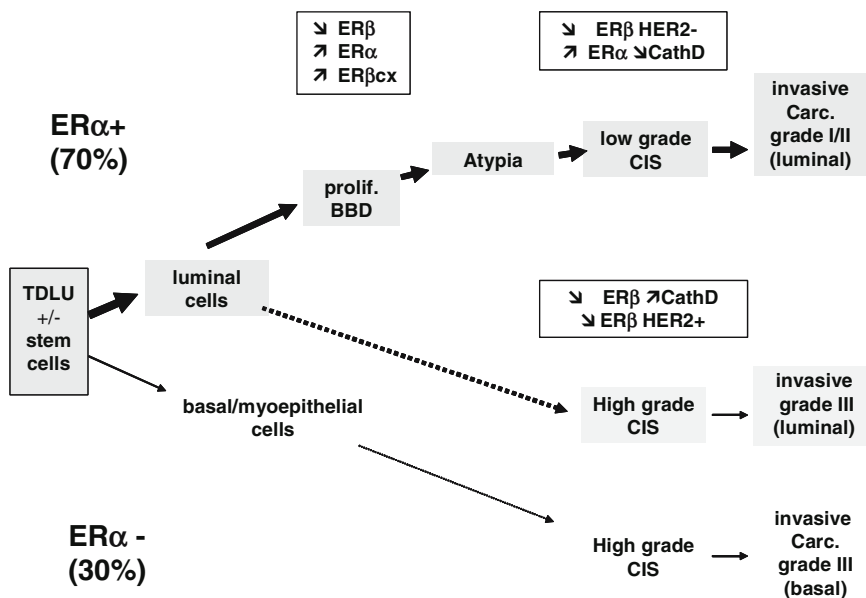 ↘ ERβ
↗ ERα
↗ ERβcx
↘ ERβ HER2-
↗ ERα ↘CathD
invasive
Carc.
grade I/II
(luminal)
ERα+
(70%)
low grade
CIS
Atypia
prolif.
BBD
luminal
cells
TDLU
+/-
stem
cells
↘ ERβ ↗CathD
↘ ERβ HER2+
basal/myoepithelial
cells
High grade
CIS
invasive
grade III
(luminal)
ERα -
(30%)
High grade
CIS
invasive
Carc.
grade III
(basal)